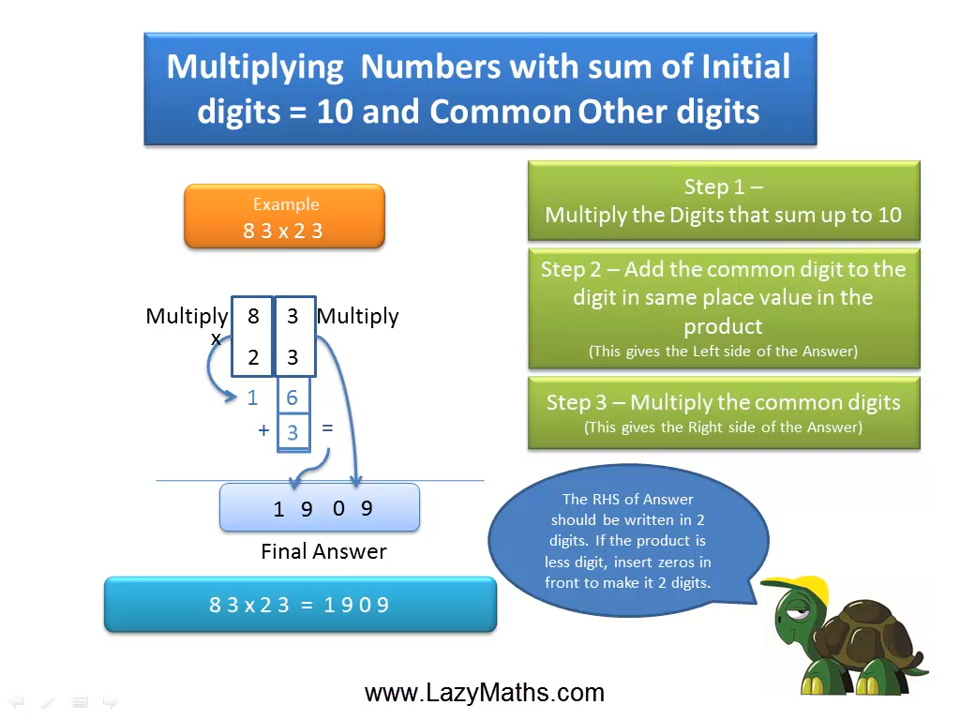 Multiplying Numbers with sum of Initial
digits = 10 and Common Other digits
Example
8 3 x 2 3
Multiply 8 3 Multiply
x
2 3
1 6
+ 3 =
1 9 0 9
Final Answer
8 3 x 2 3 = 1 9 0 9
Step 1 –
Multiply the Digits that sum up to 10
Step 2 – Add the common digit to the
digit in same place value in the
product
(This gives the Left side of the Answer)
Step 3 – Multiply the common digits
(This gives the Right side of the Answer)
The RHS of Answer
should be written in 2
digits. If the product is
less digit, insert zeros in
front to make it 2 digits.
www.LazyMaths.com